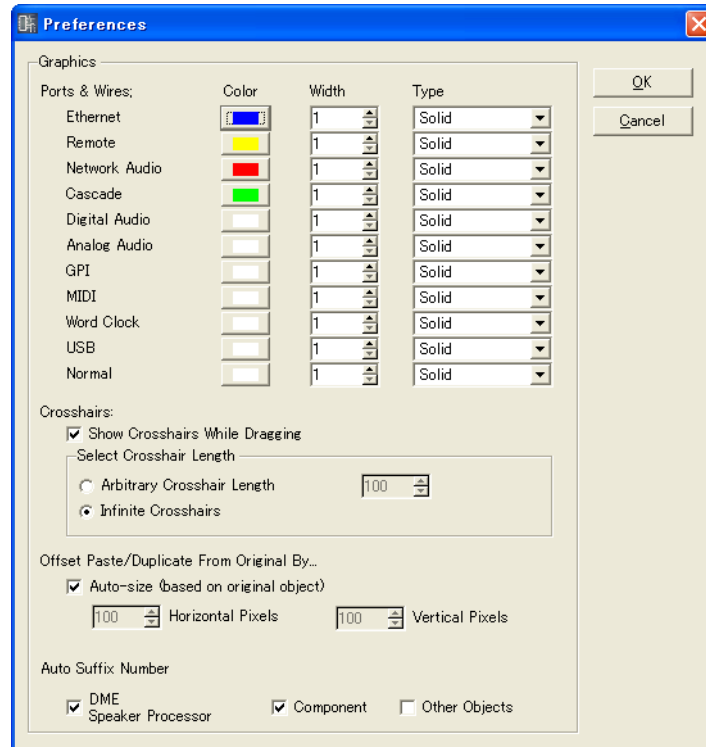 Preferences
Graphics
OK
Cancel
Ports & Wires; Color Width Type
Ethernet 1 Solid
Remote 1 Solid
Network Audio 1 Solid
Cascade 1 Solid
Digital Audio 1 Solid
Analog Audio 1 Solid
GPI 1 Solid
MIDI 1 Solid
Word Clock 1 Solid
USB 1 Solid
Normal 1 Solid
Crosshairs:
Show Crosshairs While Dragging
Select Crosshair Length
Arbitrary Crosshair Length 100
Infinite Crosshairs
Offset Paste/Duplicate From Original By...
Auto-size (based on original object)
100 Horizontal Pixels 100 Vertical Pixels
Auto Suffix Number
DME
Speaker Processor
Component
Other Objects